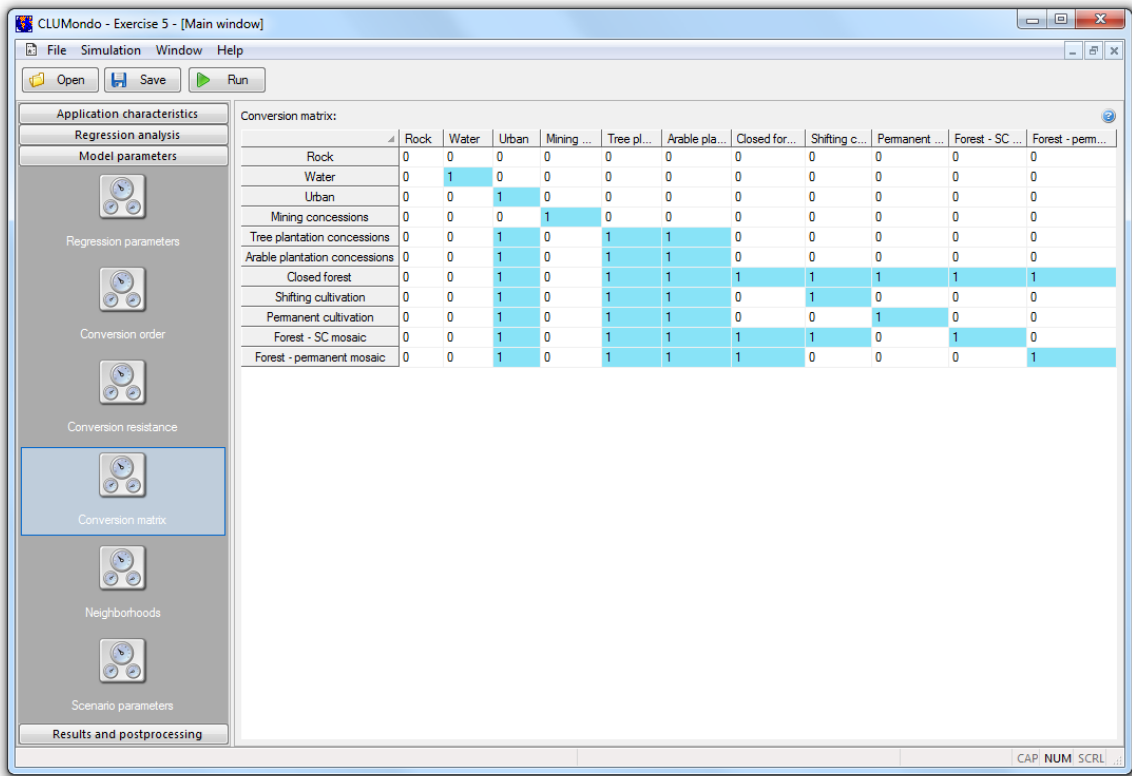 CLUMondo - Exercise 5 - [Main window]
File Simulation Window Help
Open Save Run
Application characteristics
Regression analysis
Model parameters
Regression parameters
Conversion order
Conversion resistance
Conversion matrix
Neighborhoods
Scenario parameters
Results and postprocessing
Conversion matrix:
Rock Water Urban Mining ... Tree pl... Arable pla... Closed for... Shifting c... Permanent ... Forest - SC ... Forest - perm...
Rock 0 0 0 0 0 0 0 0 0 0 0
Water 0 1 0 0 0 0 0 0 0 0 0
Urban 0 0 1 0 0 0 0 0 0 0 0
Mining concessions 0 0 0 1 0 0 0 0 0 0 0
Tree plantation concessions 0 0 1 0 1 1 0 0 0 0 0
Arable plantation concessions 0 0 1 0 1 1 0 0 0 0 0
Closed forest 0 0 1 0 1 1 1 1 1 1 1
Shifting cultivation 0 0 1 0 1 1 0 1 0 0 0
Permanent cultivation 0 0 1 0 1 1 0 0 1 0 0
Forest - SC mosaic 0 0 1 0 1 1 1 1 0 1 0
Forest - permanent mosaic 0 0 1 0 1 1 1 0 0 0 1
CAP NUM SCRL